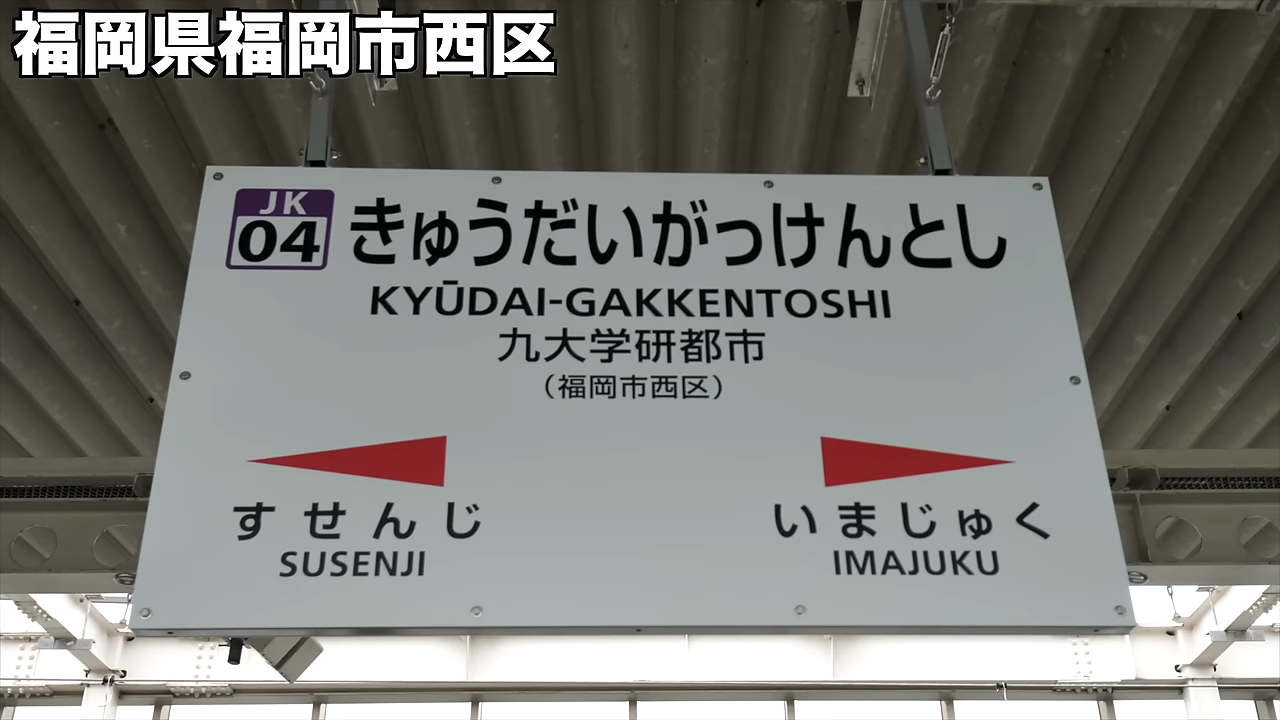 福岡県福岡市西区
JK
04
きゅうだいがっけんとし
KYŪDAI-GAKKENTOSHI
九大学研都市
（福岡市西区）
すせんじ
SUSENJI
いまじゅく
IMAJUKU